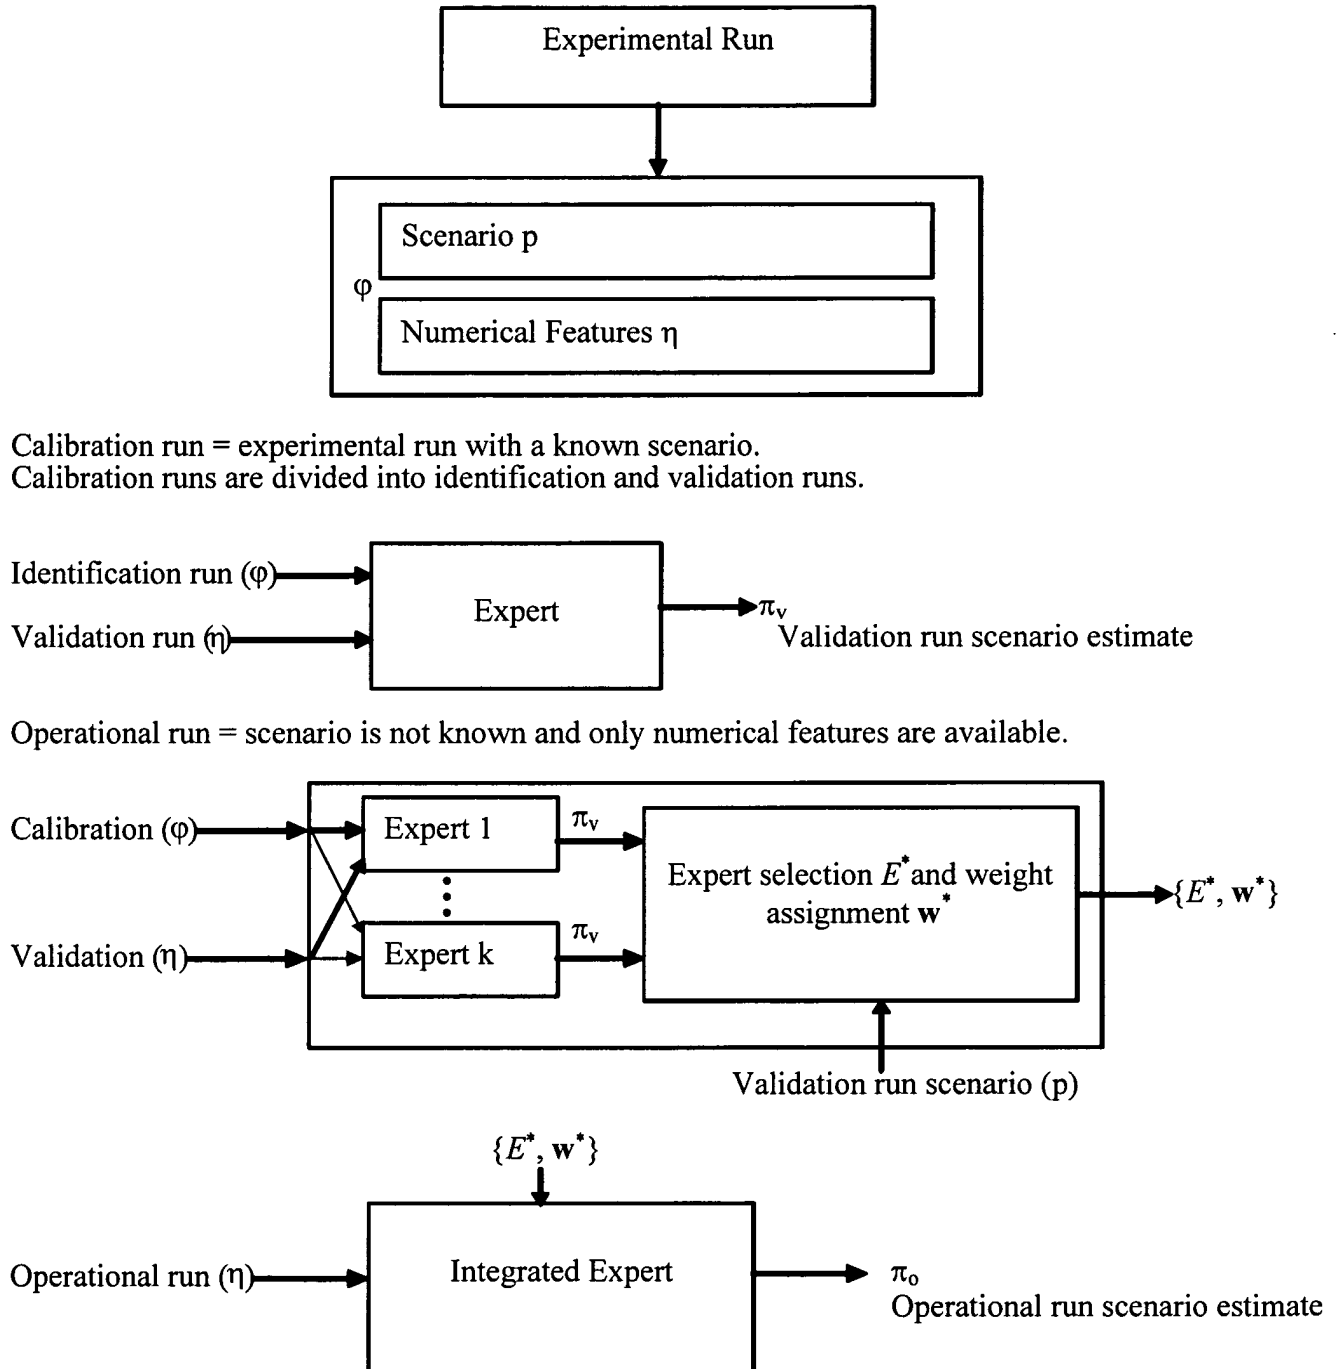 Experimental Run
Scenario p
φ
Numerical Features η
Calibration run = experimental run with a known scenario.
Calibration runs are divided into identification and validation runs.
Identification run (φ)
Expert
πv
Validation run (η)
Validation run scenario estimate
Operational run = scenario is not known and only numerical features are available.
Calibration (φ)
Expert 1
πv
Expert selection E* and weight
assignment w*
{E*, w*}
Validation (η)
Expert k
πv
Validation run scenario (p)
{E*, w*}
Operational run (η)
Integrated Expert
πo
Operational run scenario estimate